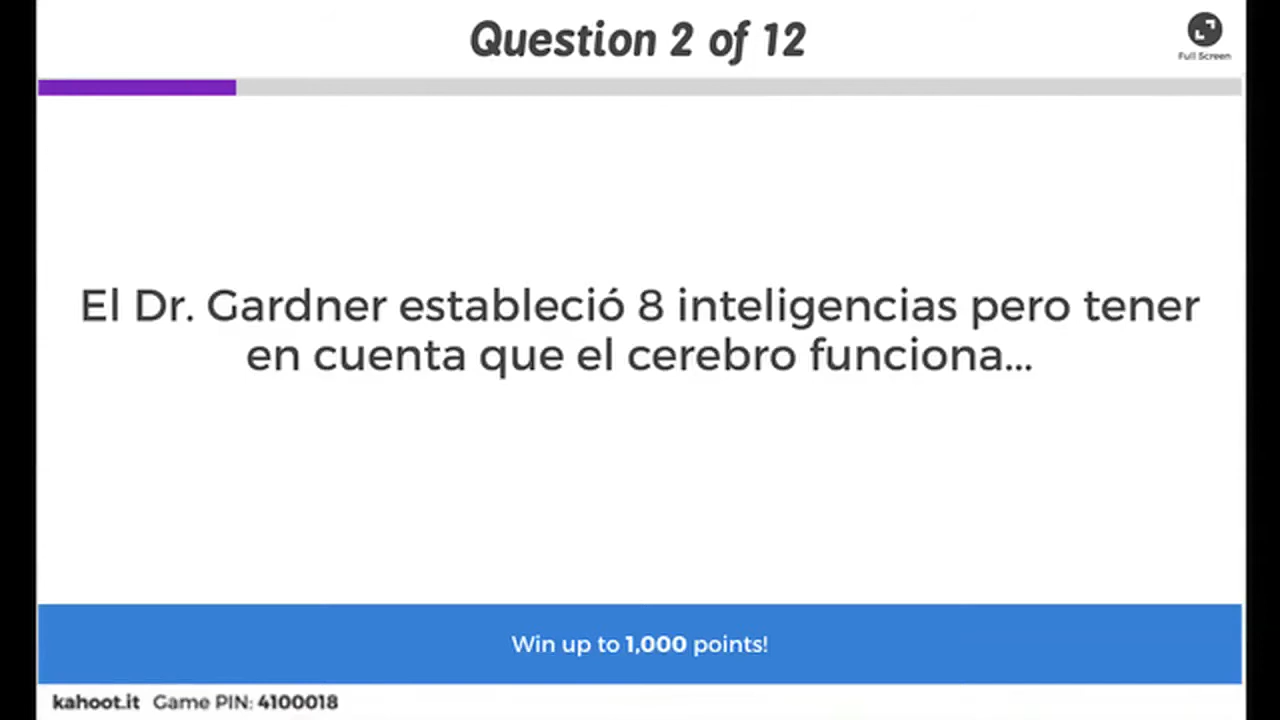 Question 2 of 12
Full Screen
El Dr. Gardner estableció 8 inteligencias pero tener
en cuenta que el cerebro funciona...
Win up to 1,000 points!
kahoot.it Game PIN: 4100018